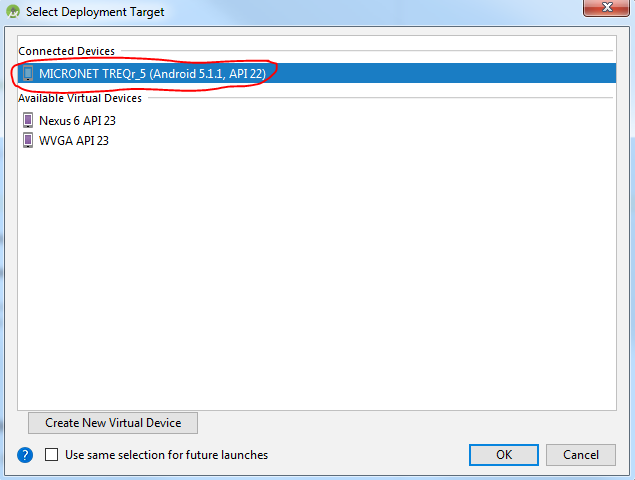 Select Deployment Target
Connected Devices
MICRONET TREQr_5 (Android 5.1.1, API 22)
Available Virtual Devices
Nexus 6 API 23
WVGA API 23
Create New Virtual Device
? Use same selection for future launches
OK Cancel